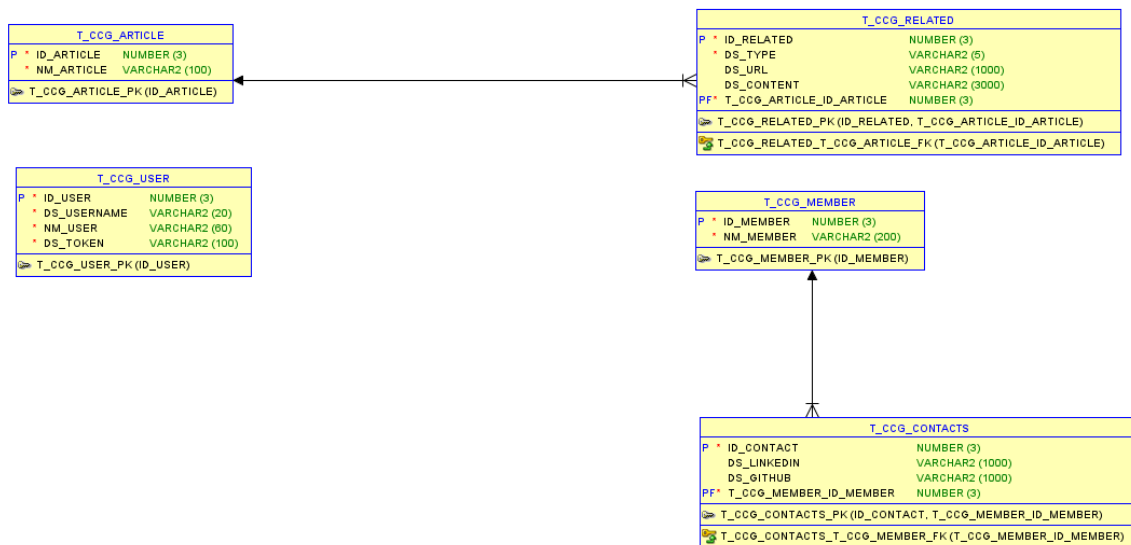 T_CCG_ARTICLE
P * ID_ARTICLE NUMBER (3)
* NM_ARTICLE VARCHAR2 (100)
T_CCG_ARTICLE_PK (ID_ARTICLE)
T_CCG_RELATED
P * ID_RELATED NUMBER (3)
* DS_TYPE VARCHAR2 (5)
DS_URL VARCHAR2 (1000)
DS_CONTENT VARCHAR2 (3000)
PF* T_CCG_ARTICLE_ID_ARTICLE NUMBER (3)
T_CCG_RELATED_PK (ID_RELATED, T_CCG_ARTICLE_ID_ARTICLE)
T_CCG_RELATED_T_CCG_ARTICLE_FK (T_CCG_ARTICLE_ID_ARTICLE)
T_CCG_USER
P * ID_USER NUMBER (3)
* DS_USERNAME VARCHAR2 (20)
* NM_USER VARCHAR2 (60)
* DS_TOKEN VARCHAR2 (100)
T_CCG_USER_PK (ID_USER)
T_CCG_MEMBER
P * ID_MEMBER NUMBER (3)
* NM_MEMBER VARCHAR2 (200)
T_CCG_MEMBER_PK (ID_MEMBER)
T_CCG_CONTACTS
P * ID_CONTACT NUMBER (3)
DS_LINKEDIN VARCHAR2 (1000)
DS_GITHUB VARCHAR2 (1000)
PF* T_CCG_MEMBER_ID_MEMBER NUMBER (3)
T_CCG_CONTACTS_PK (ID_CONTACT, T_CCG_MEMBER_ID_MEMBER)
T_CCG_CONTACTS_T_CCG_MEMBER_FK (T_CCG_MEMBER_ID_MEMBER)